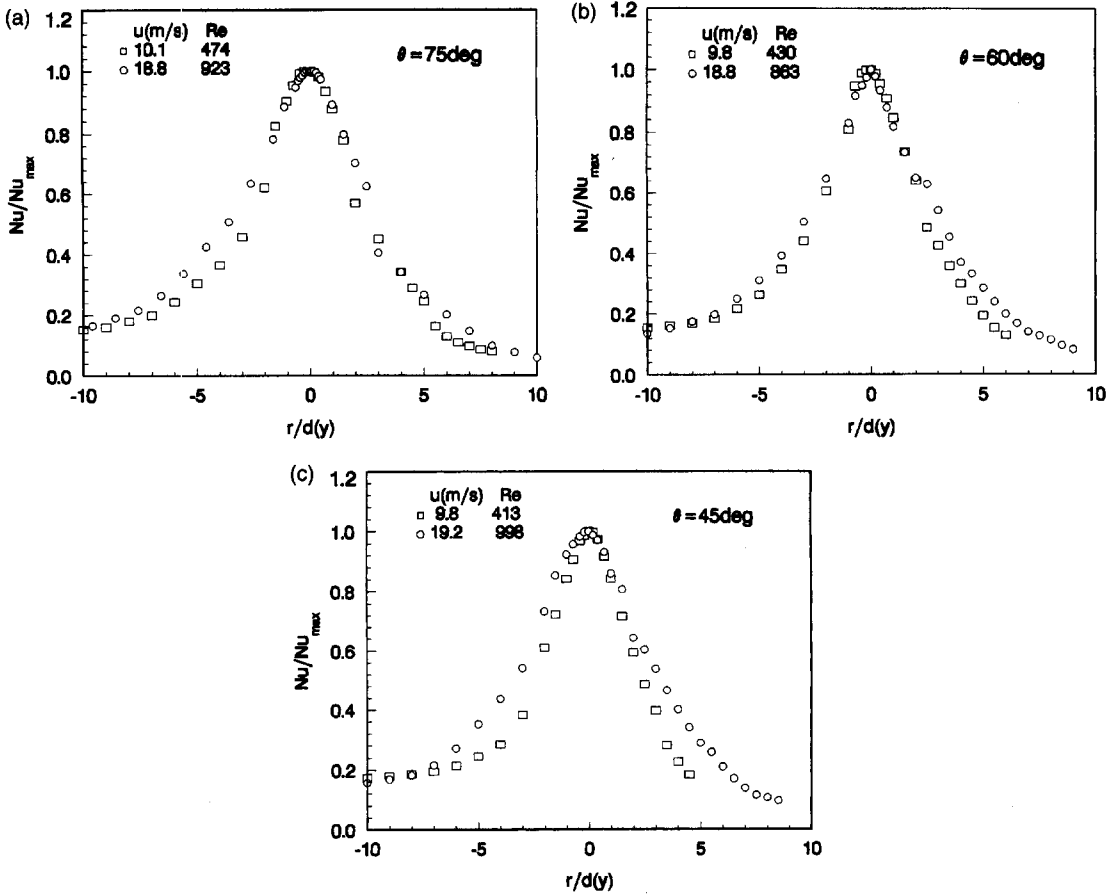 (a)
1.2
1.0
0.8
0.6
0.4
0.2
0.0
Nu/Nu_max
u(m/s) Re
□ 10.1 474
○ 18.8 923
θ = 75deg
-10 -5 0 5 10
r/d(y)
(b)
1.2
1.0
0.8
0.6
0.4
0.2
0.0
Nu/Nu_max
u(m/s) Re
□ 9.8 430
○ 18.8 863
θ = 60deg
-10 -5 0 5 10
r/d(y)
(c)
1.2
1.0
0.8
0.6
0.4
0.2
0.0
Nu/Nu_max
u(m/s) Re
□ 9.8 413
○ 19.2 998
θ = 45deg
-10 -5 0 5 10
r/d(y)